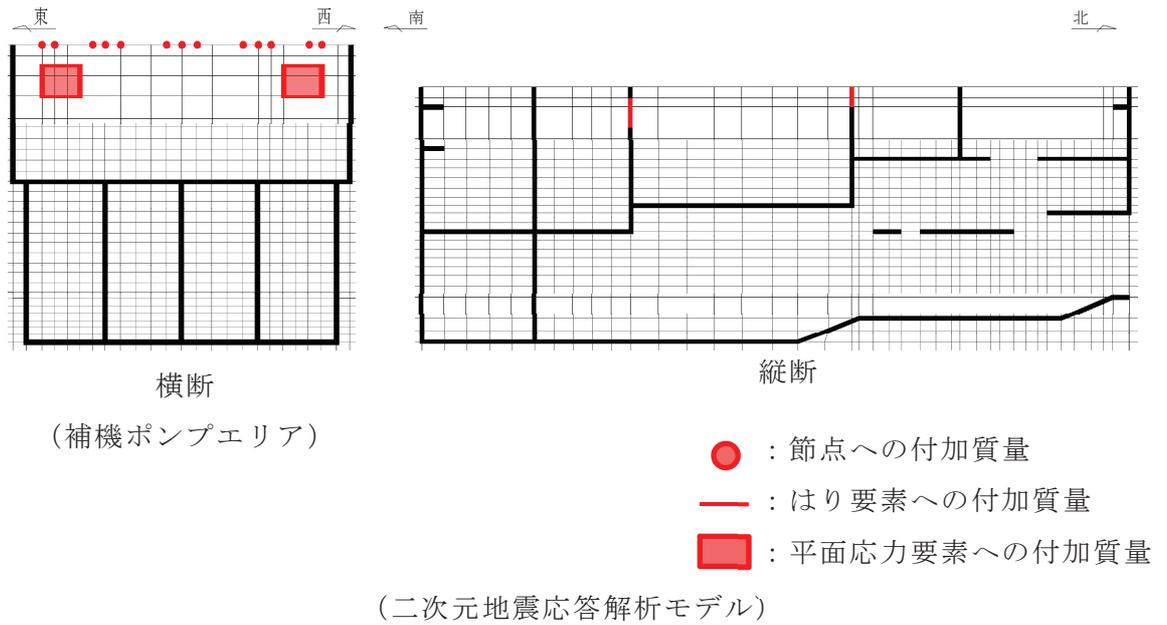 東
西
南
北
横断
(補機ポンプエリア)
縦断
：節点への付加質量
：はり要素への付加質量
：平面応力要素への付加質量
(二次元地震応答解析モデル)